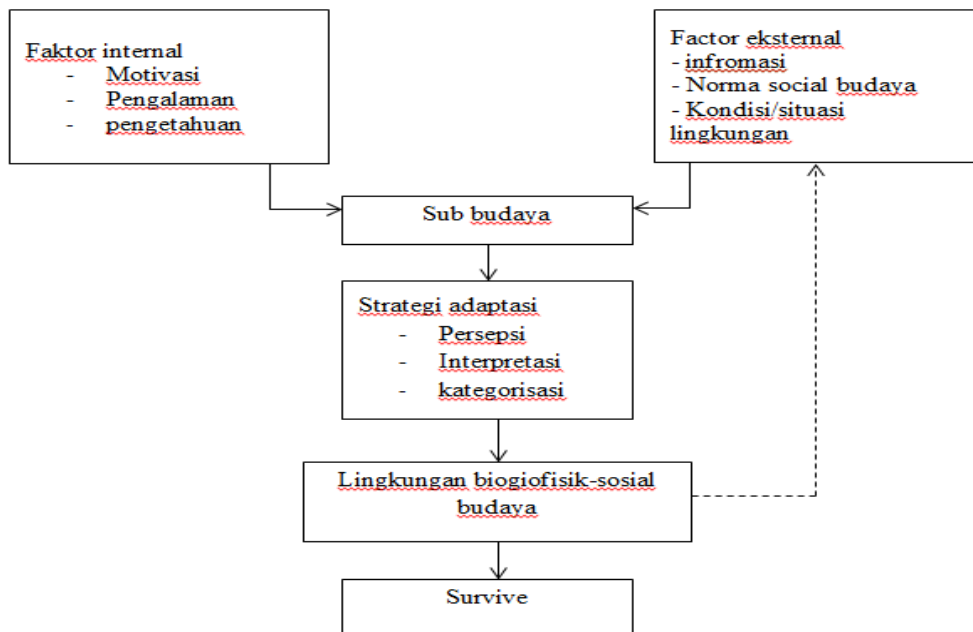 Faktor internal
- Motivasi
- Pengalaman
- pengetahuan
Factor eksternal
- infromasi
- Norma social budaya
- Kondisi/situasi
lingkungan
Sub budaya
Strategi adaptasi
- Persepsi
- Interpretasi
- kategorisasi
Lingkungan biogiofisik-sosial
budaya
Survive